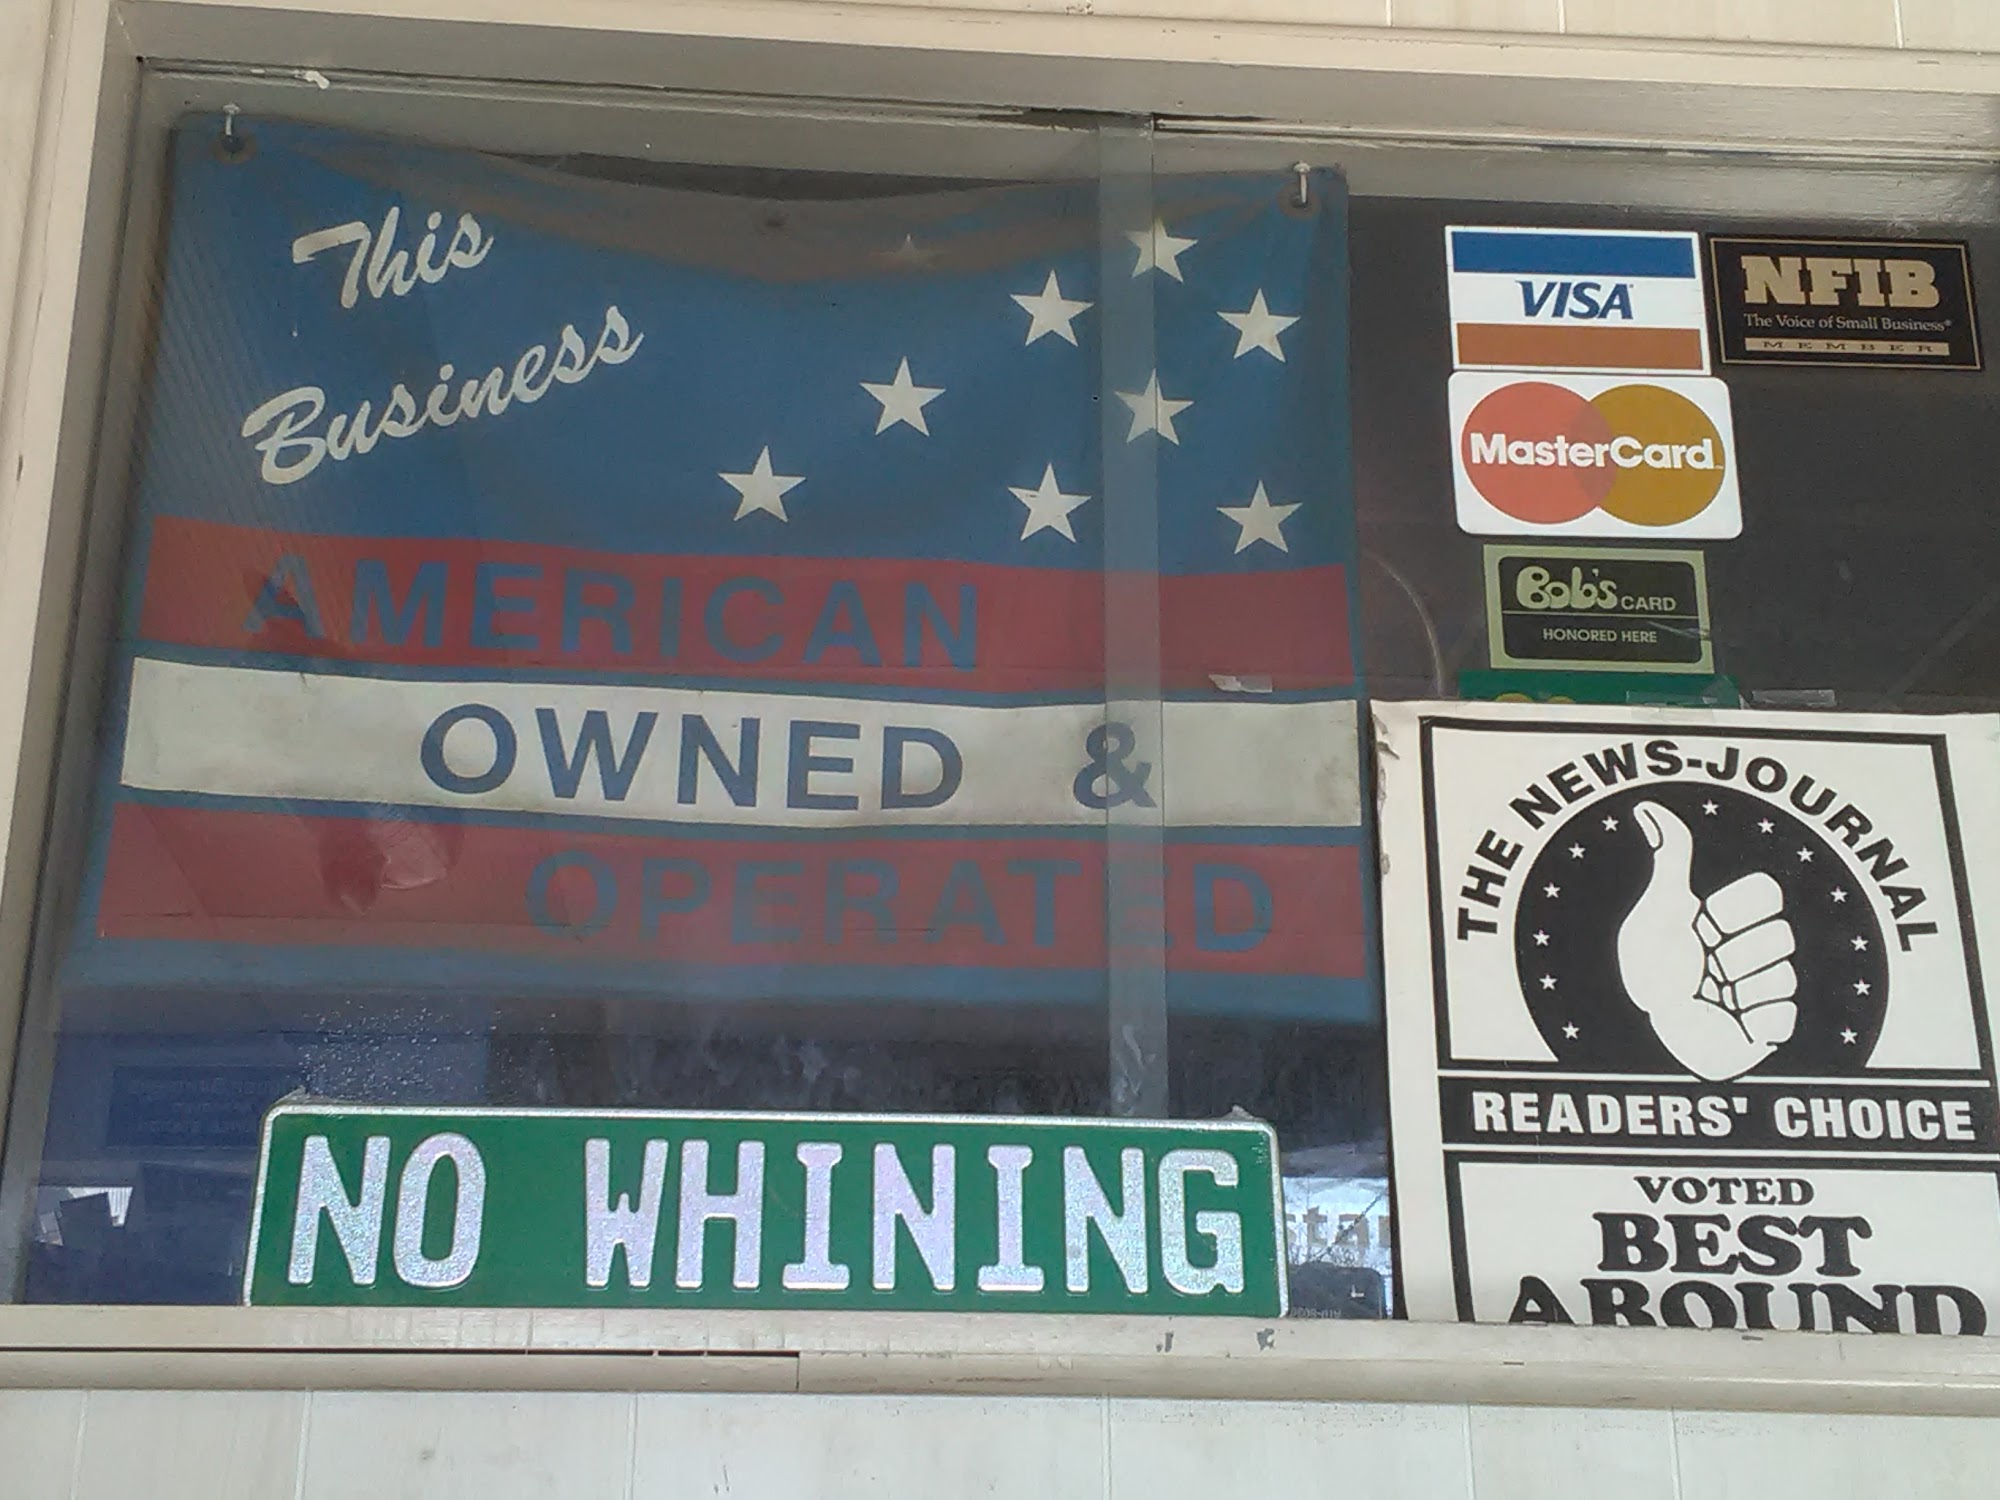 This
Business
AMERICAN
OWNED &
OPERATED
NO WHINING
VISA
NFIB
The Voice of Small Business®
MEMBER
MasterCard
Bob's CARD
HONORED HERE
THE NEWS-JOURNAL
READERS' CHOICE
VOTED
BEST
AROUND